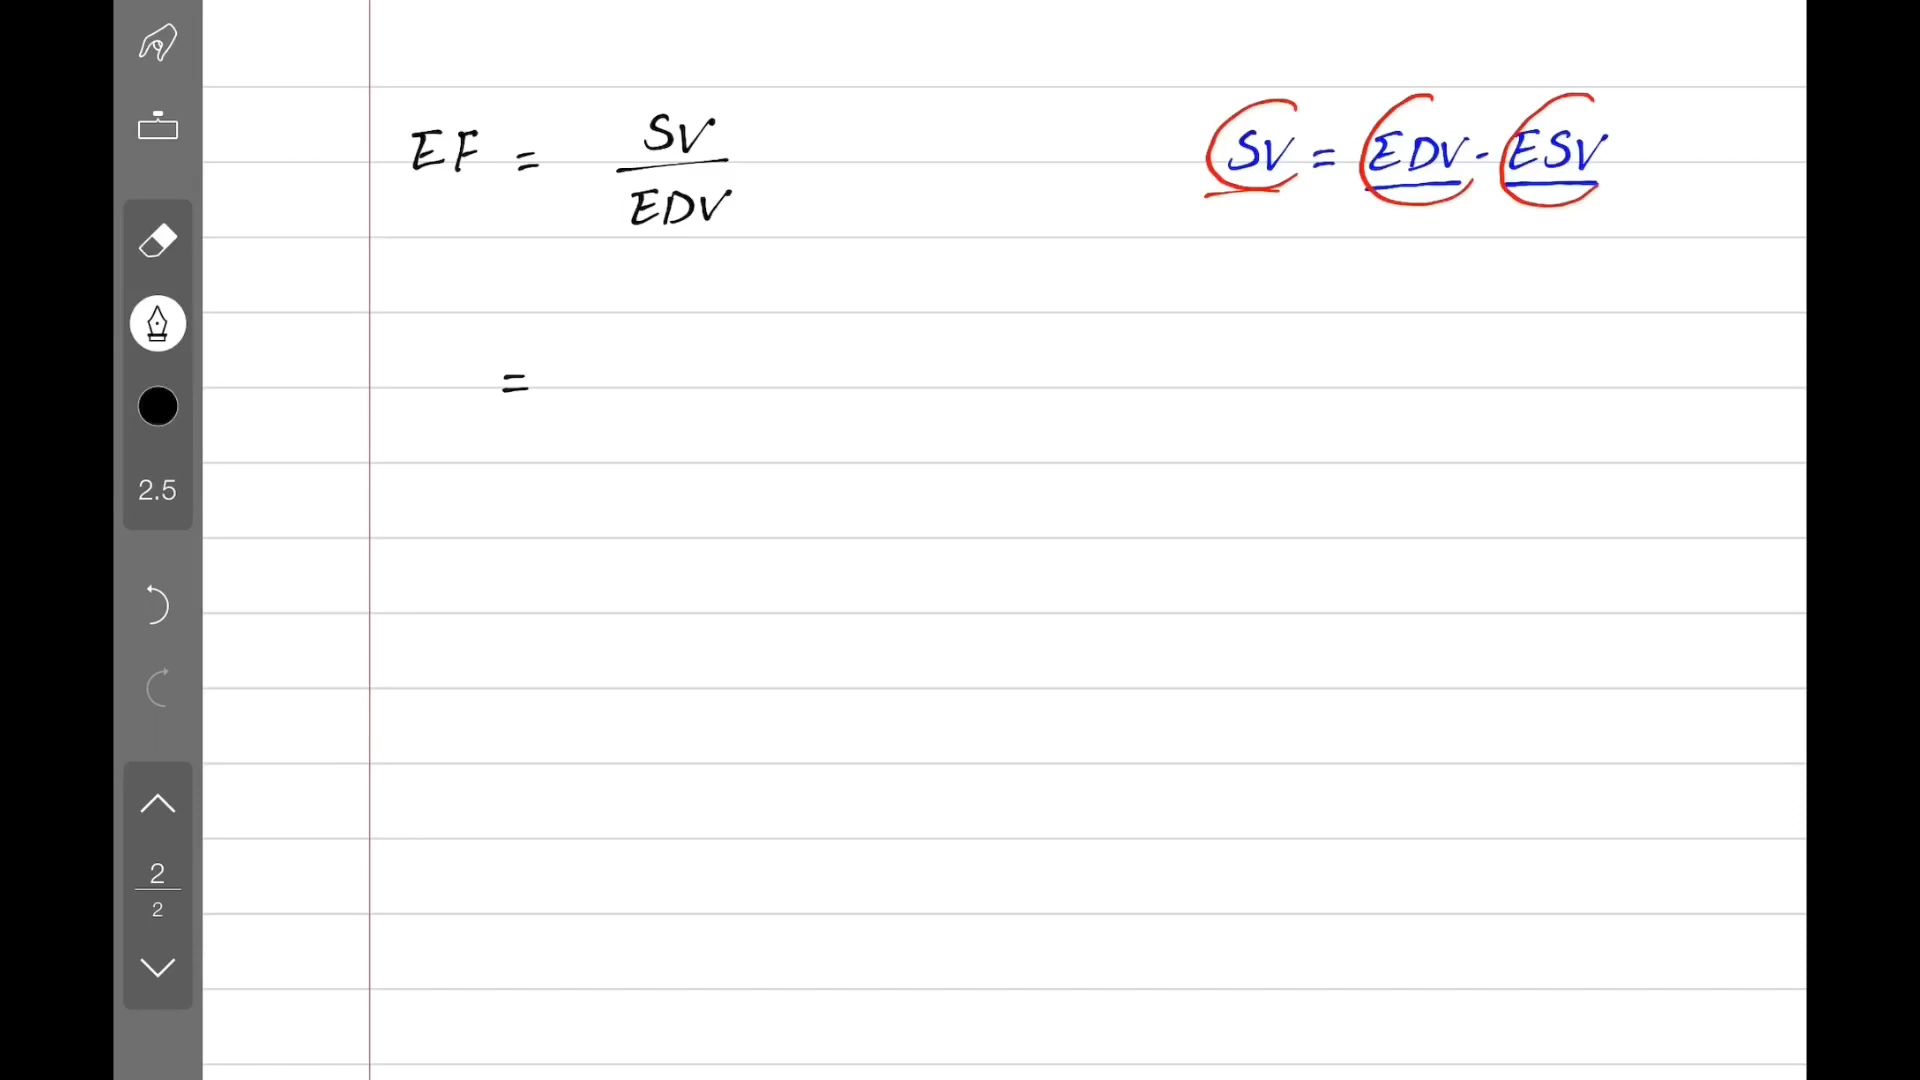 EF = SV / EDV
SV = EDV - ESV
=
2.5
2
2